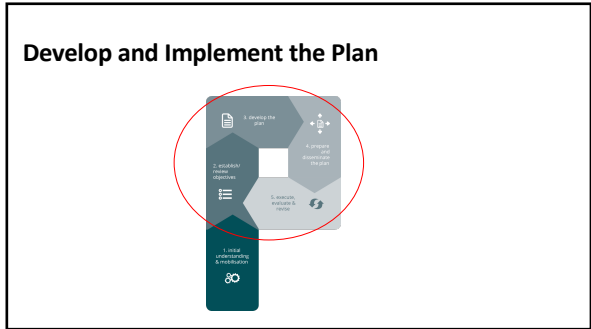 Develop and Implement the Plan
3. develop the
plan
4. prepare
and
disseminate
the plan
2. establish/
review
objectives
5. execute,
evaluate &
revise
1. initial
understanding
& mobilisation